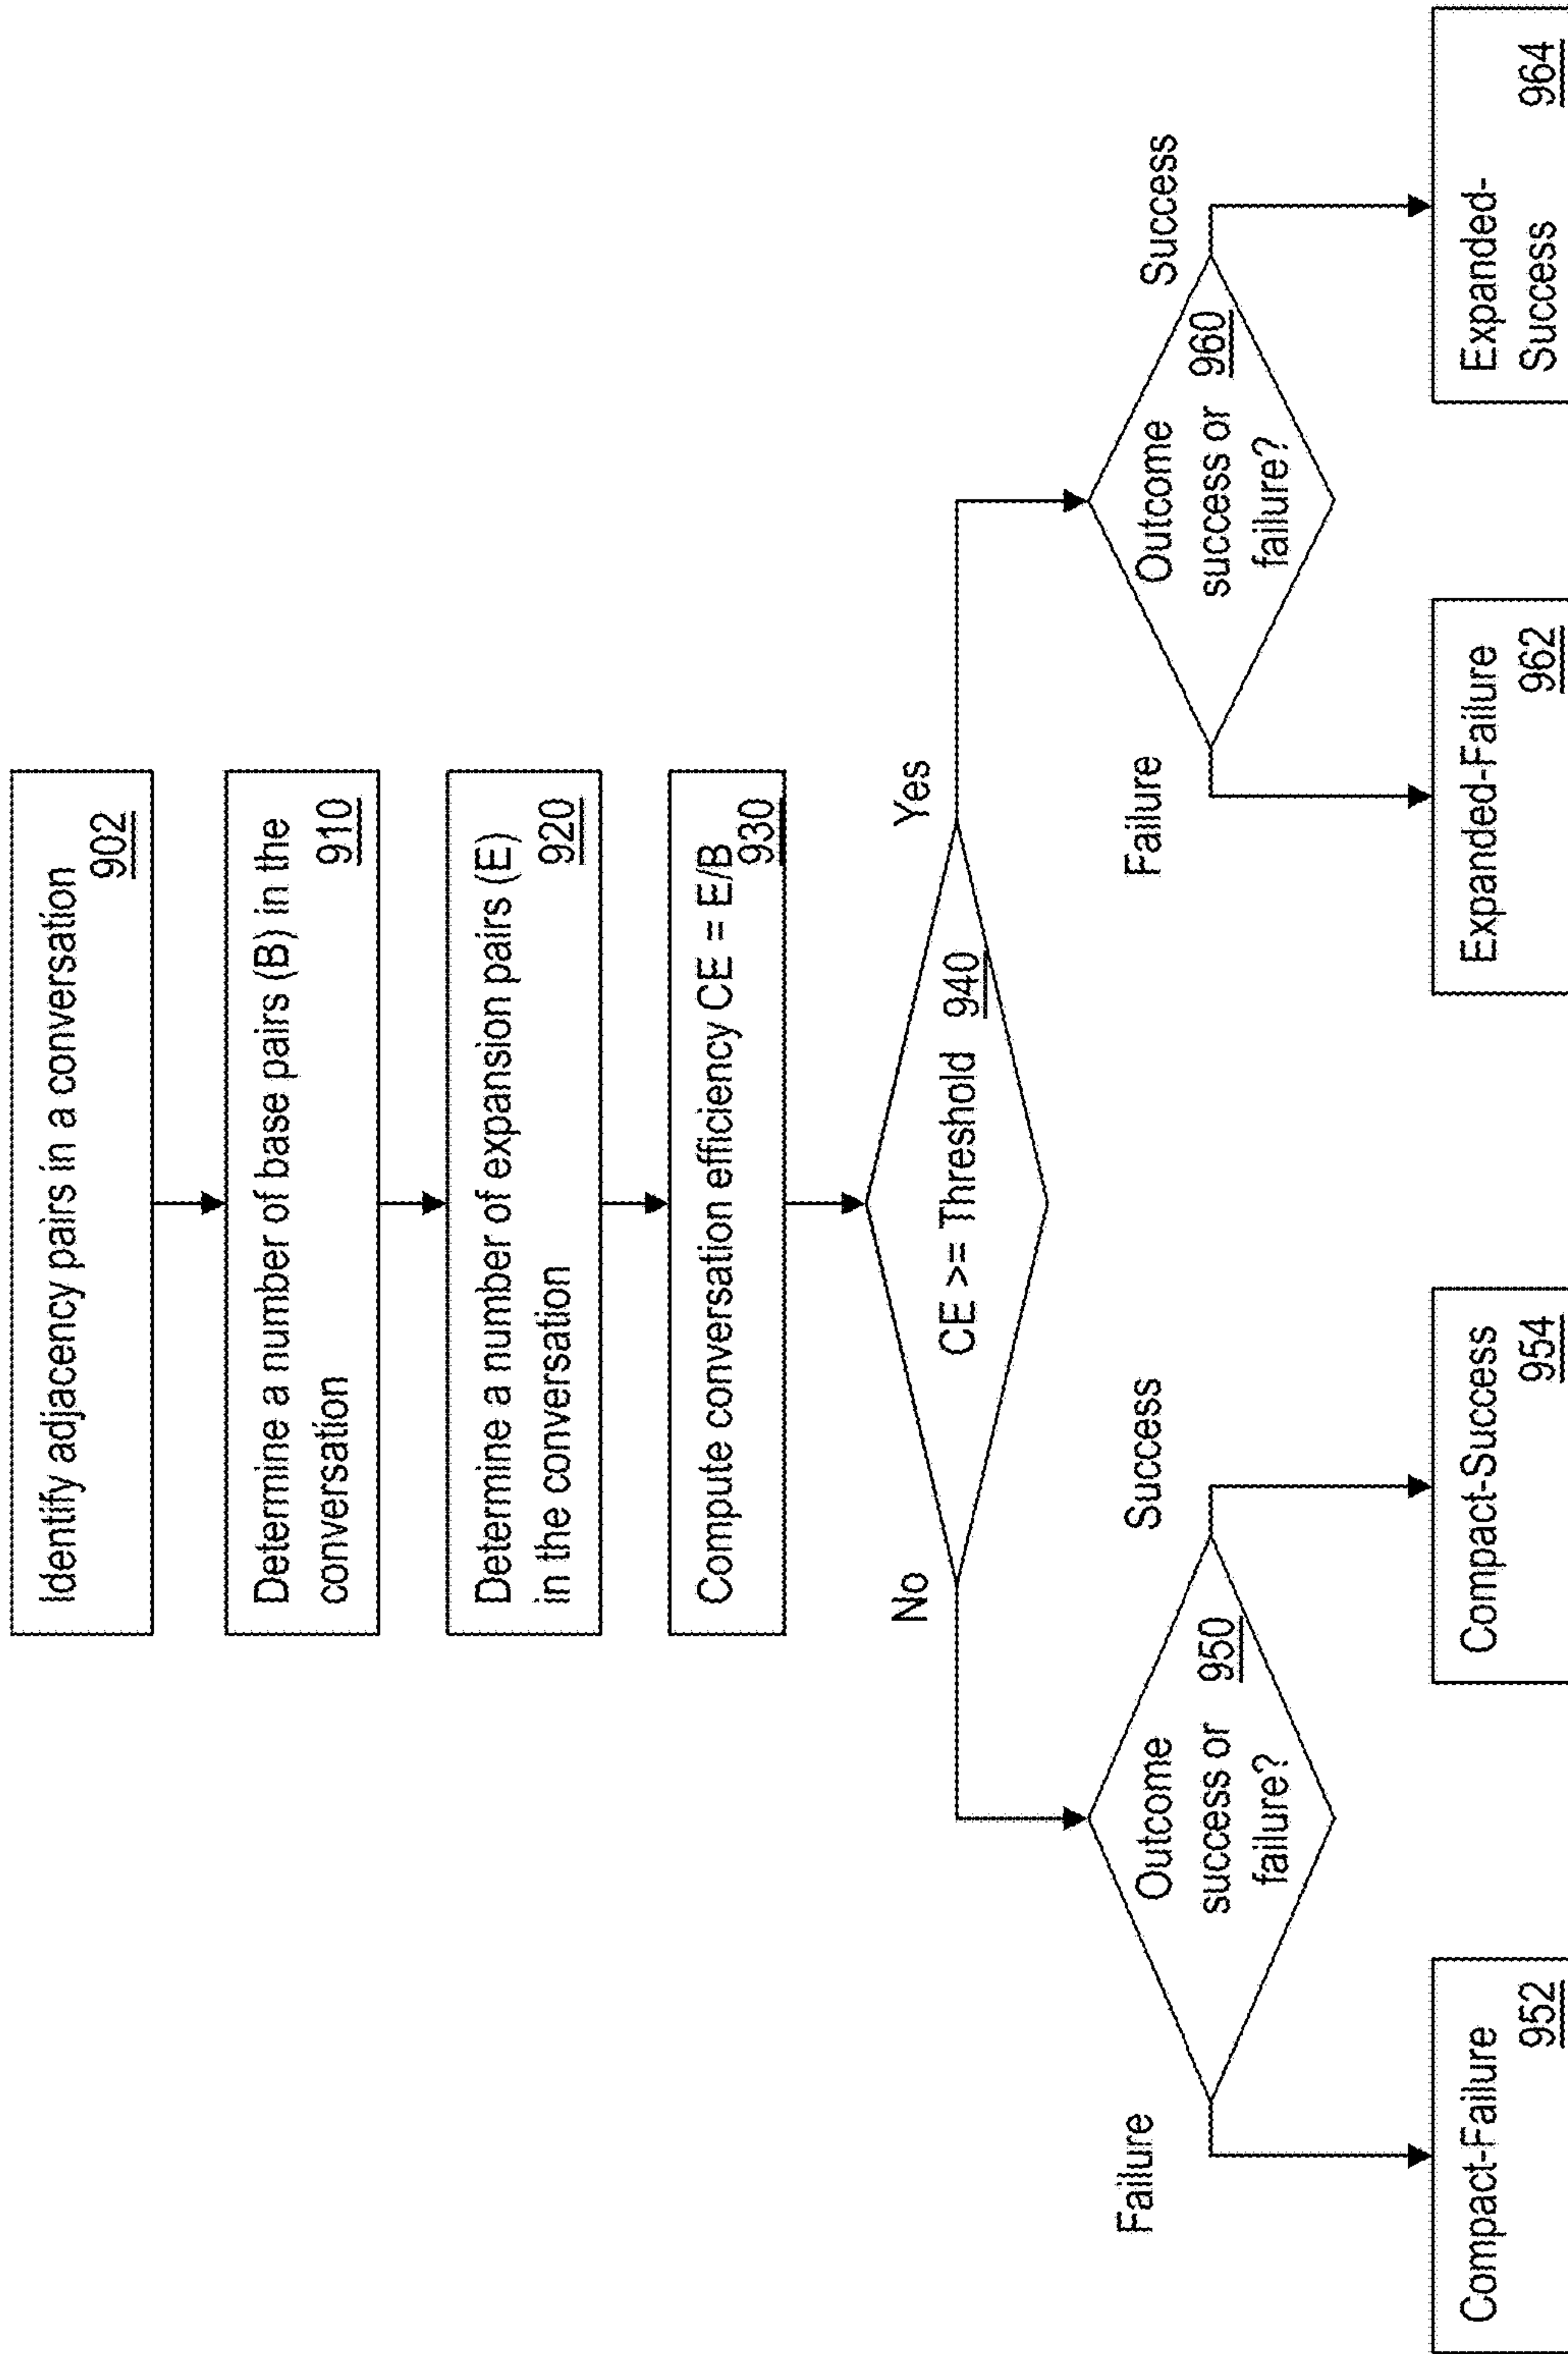 Identify adjacency pairs in a conversation
902
Determine a number of base pairs (B) in the
conversation
910
Determine a number of expansion pairs (E)
in the conversation
920
Compute conversation efficiency CE = E/B
930
CE >= Threshold 940
No
Yes
Outcome
success or 950
failure?
Failure
Success
Outcome
success or 960
failure?
Failure
Success
Compact-Failure
952
Compact-Success
954
Expanded-Failure
962
Expanded-
Success 964